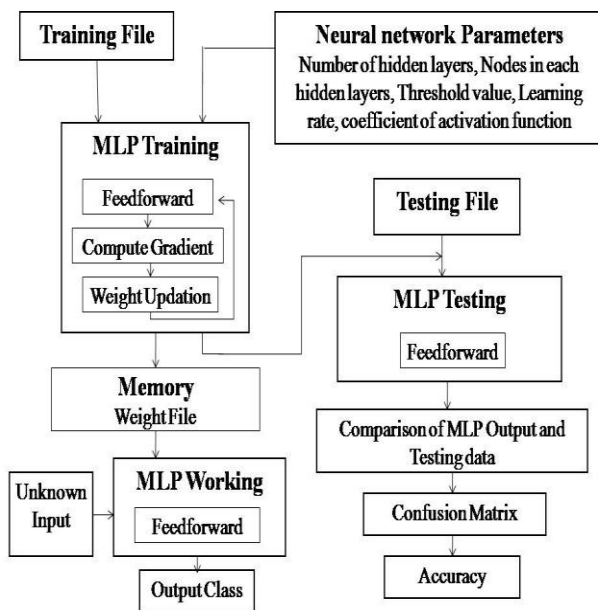 Training File
Neural network Parameters
Number of hidden layers, Nodes in each
hidden layers, Threshold value, Learning
rate, coefficient of activation function
MLP Training
Feedforward
Compute Gradient
Weight Updation
Testing File
MLP Testing
Feedforward
Memory
Weight File
Comparison of MLP Output and
Testing data
Unknown
Input
MLP Working
Feedforward
Confusion Matrix
Output Class
Accuracy